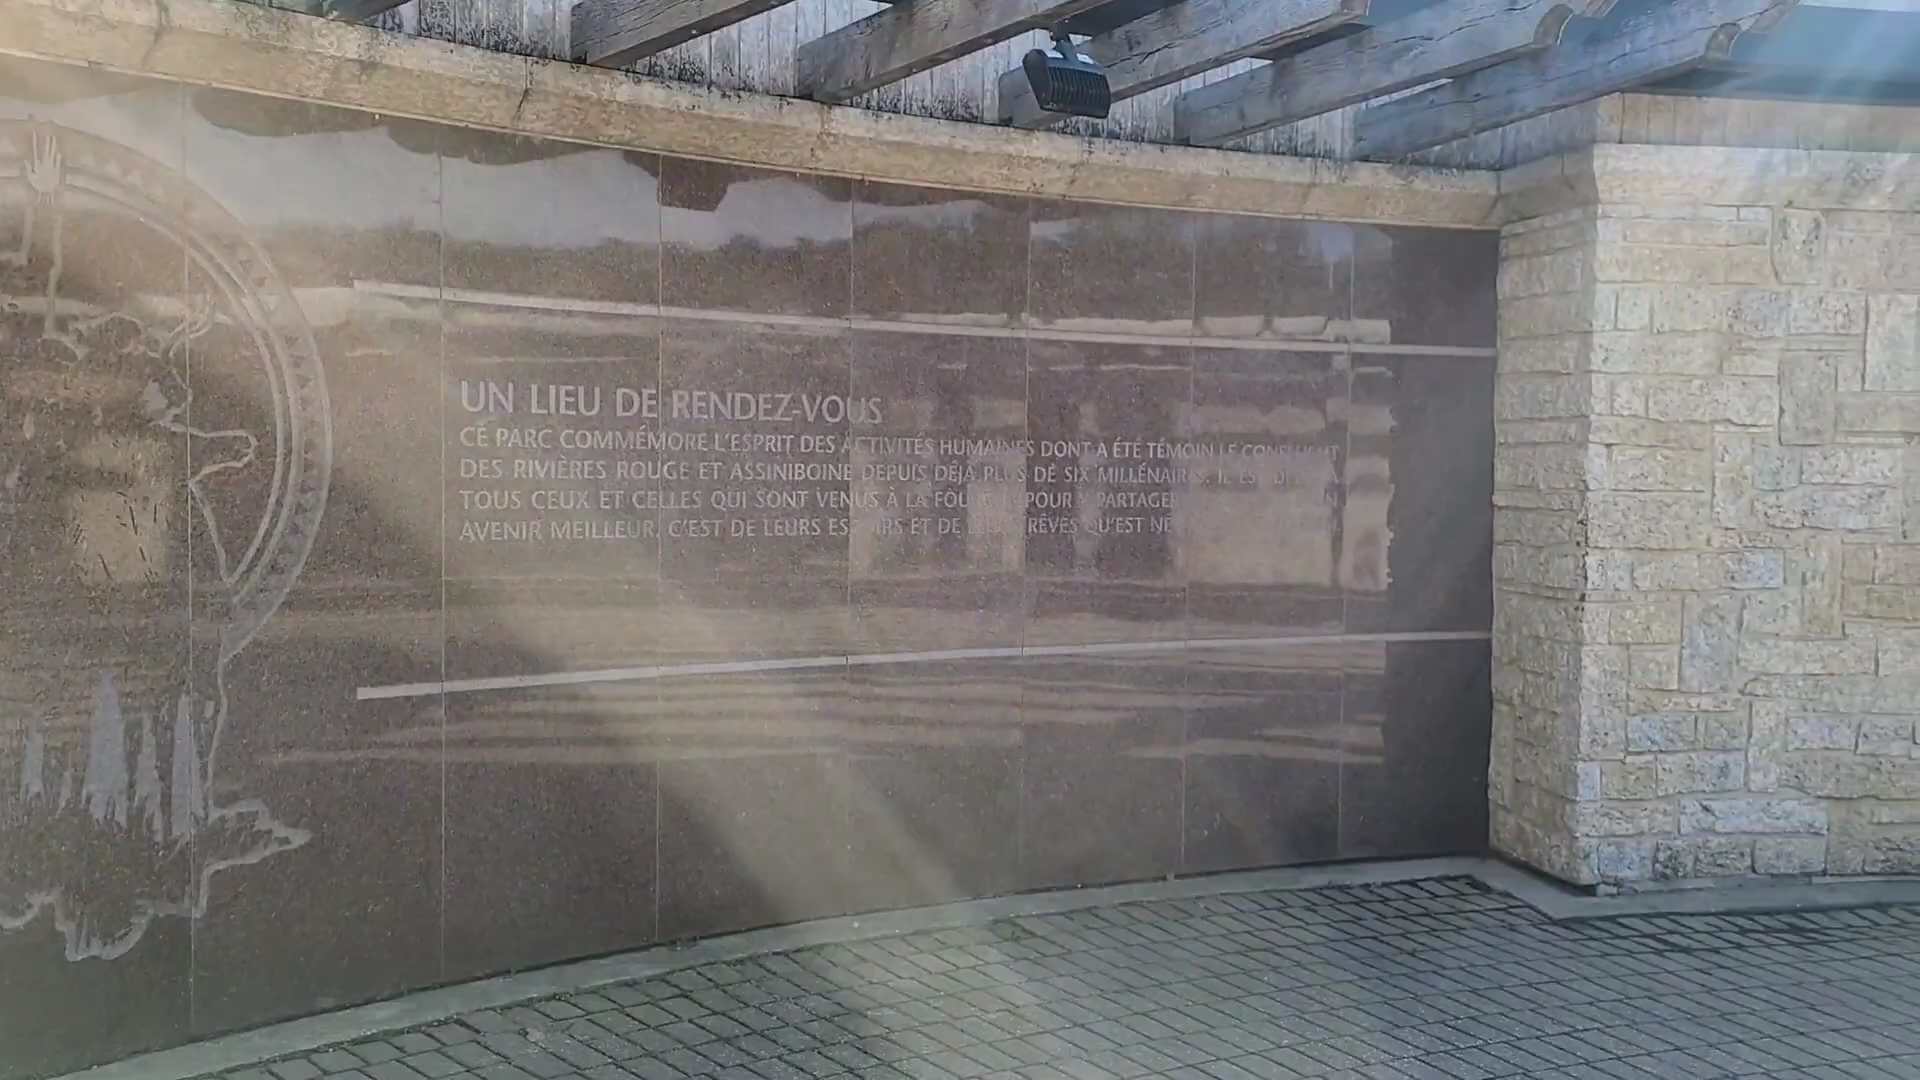 UN LIEU DE RENDEZ-VOUS
CE PARC COMMÉMORE L'ESPRIT DES ACTIVITÉS HUMAINES DONT A ÉTÉ TÉMOIN LE CONFLUENT
DES RIVIÈRES ROUGE ET ASSINIBOINE DEPUIS DÉJÀ PLUS DE SIX MILLÉNAIRES. IL EST
TOUS CEUX ET CELLES QUI SONT VENUS À LA FOURCHE POUR Y PARTAGER
AVENIR MEILLEUR, C'EST DE LEURS ESPOIRS ET DE LEURS RÊVES QU'EST NÉ